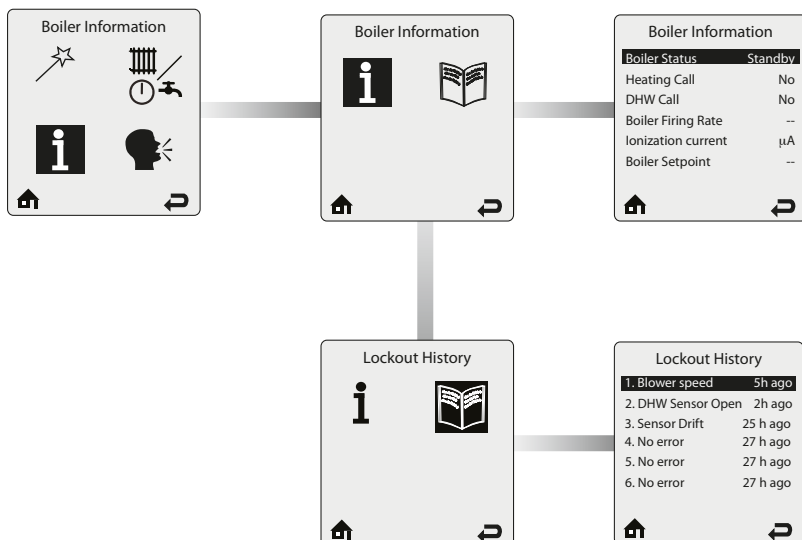 Boiler Information
Boiler Information
Boiler Information
Boiler Status Standby
Heating Call No
DHW Call No
Boiler Firing Rate --
Ionization current µA
Boiler Setpoint --
Lockout History
Lockout History
1. Blower speed 5h ago
2. DHW Sensor Open 2h ago
3. Sensor Drift 25 h ago
4. No error 27 h ago
5. No error 27 h ago
6. No error 27 h ago